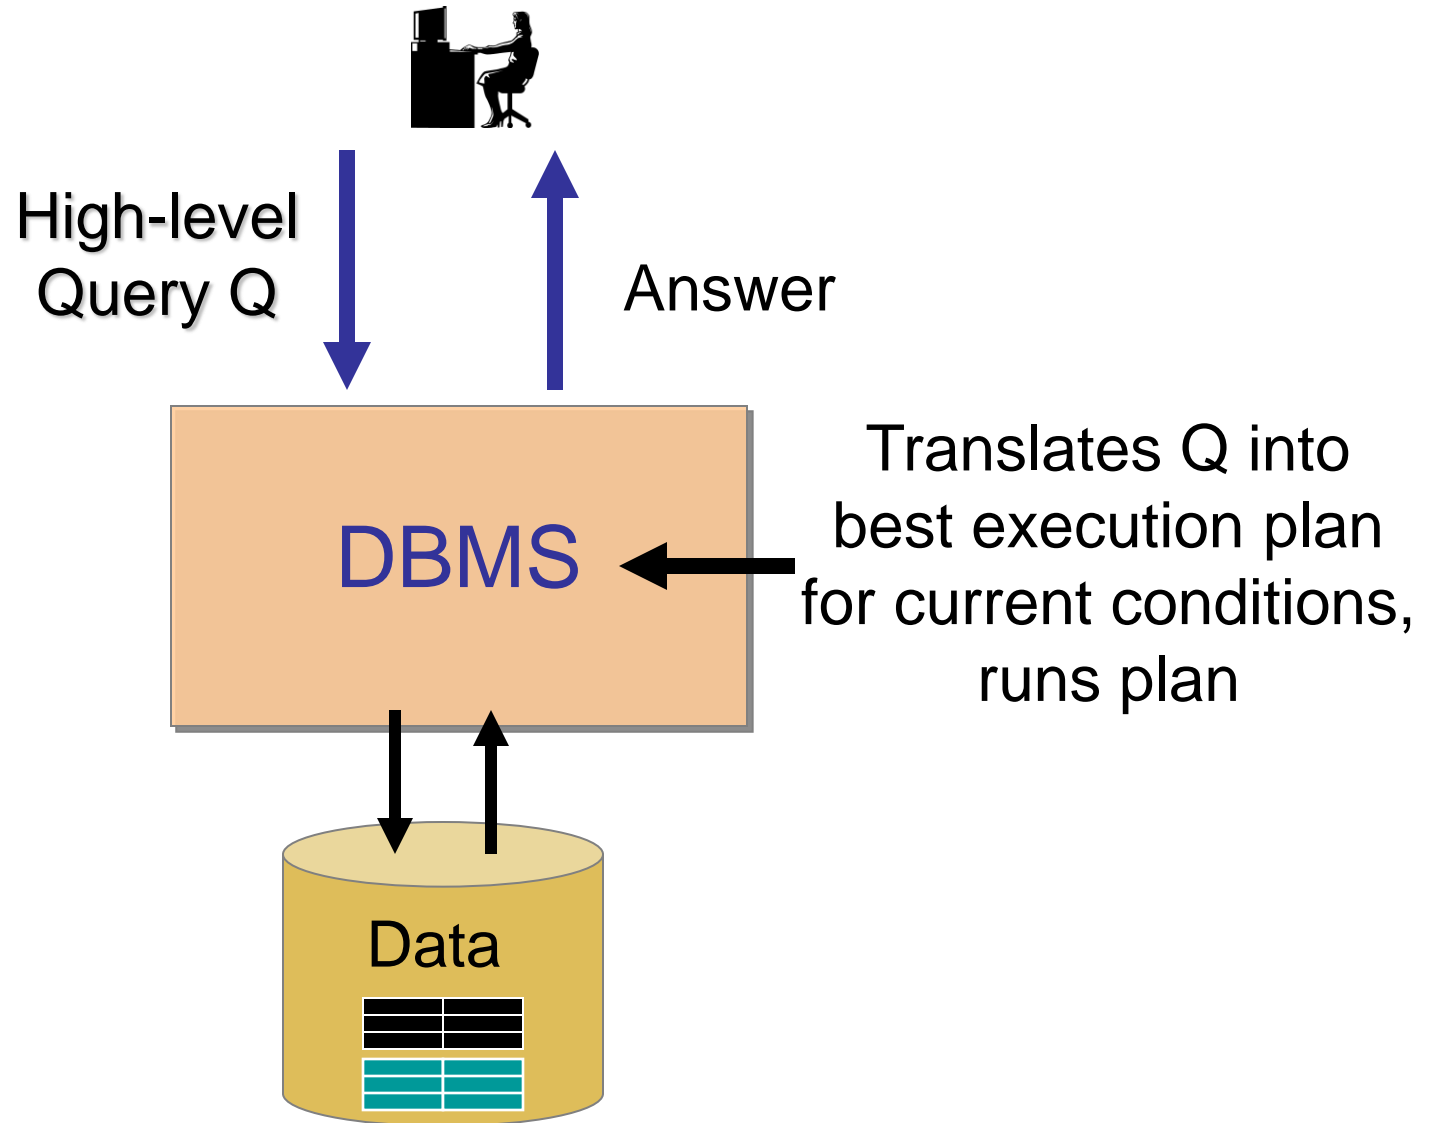 High-level
Query Q
Answer
DBMS
Translates Q into
best execution plan
for current conditions,
runs plan
Data